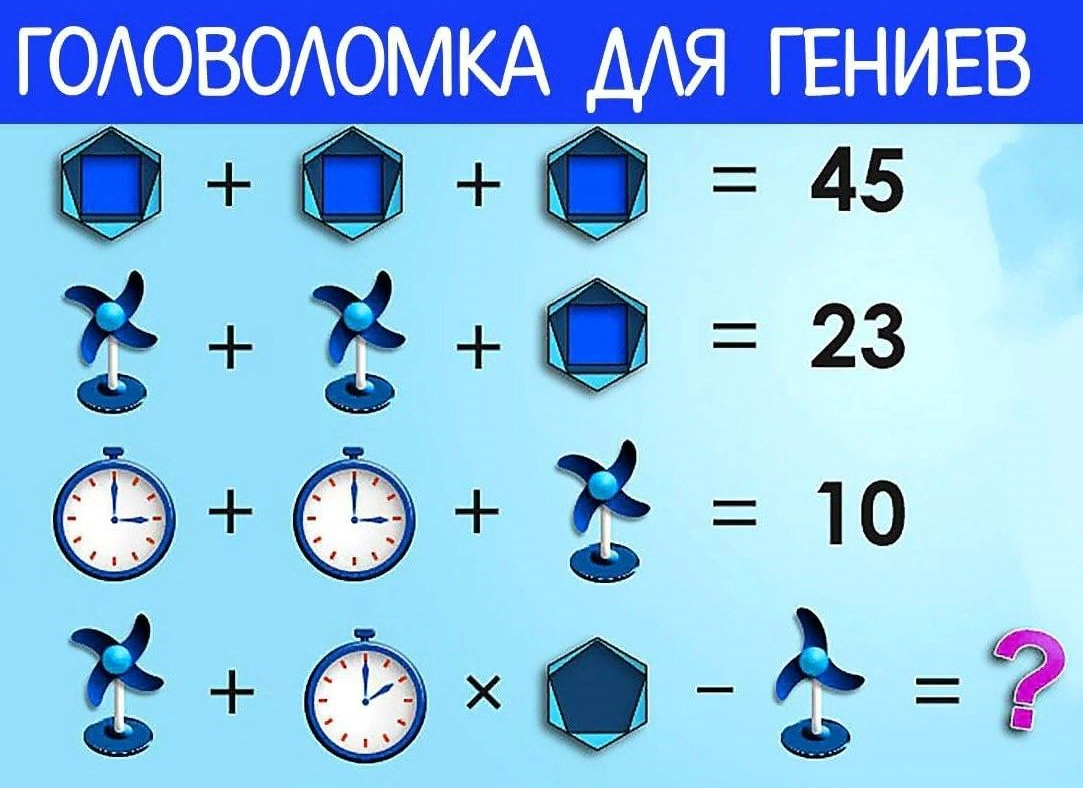 ГОЛОВОЛОМКА ДЛЯ ГЕНИЕВ
+ + = 45
+ + = 23
+ + = 10
+ × - = ?